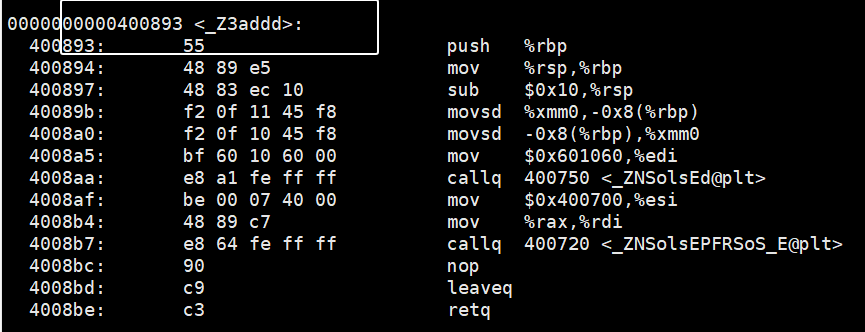 0000000000400893 <_Z3addd>:
400893: 55 push %rbp
400894: 48 89 e5 mov %rsp,%rbp
400897: 48 83 ec 10 sub $0x10,%rsp
40089b: f2 0f 11 45 f8 movsd %xmm0,-0x8(%rbp)
4008a0: f2 0f 10 45 f8 movsd -0x8(%rbp),%xmm0
4008a5: bf 60 10 60 00 mov $0x601060,%edi
4008aa: e8 a1 fe ff ff callq 400750 <_ZNSolsEd@plt>
4008af: be 00 07 40 00 mov $0x400700,%esi
4008b4: 48 89 c7 mov %rax,%rdi
4008b7: e8 64 fe ff ff callq 400720 <_ZNSolsEPFRSoS_E@plt>
4008bc: 90 nop
4008bd: c9 leaveq
4008be: c3 retq